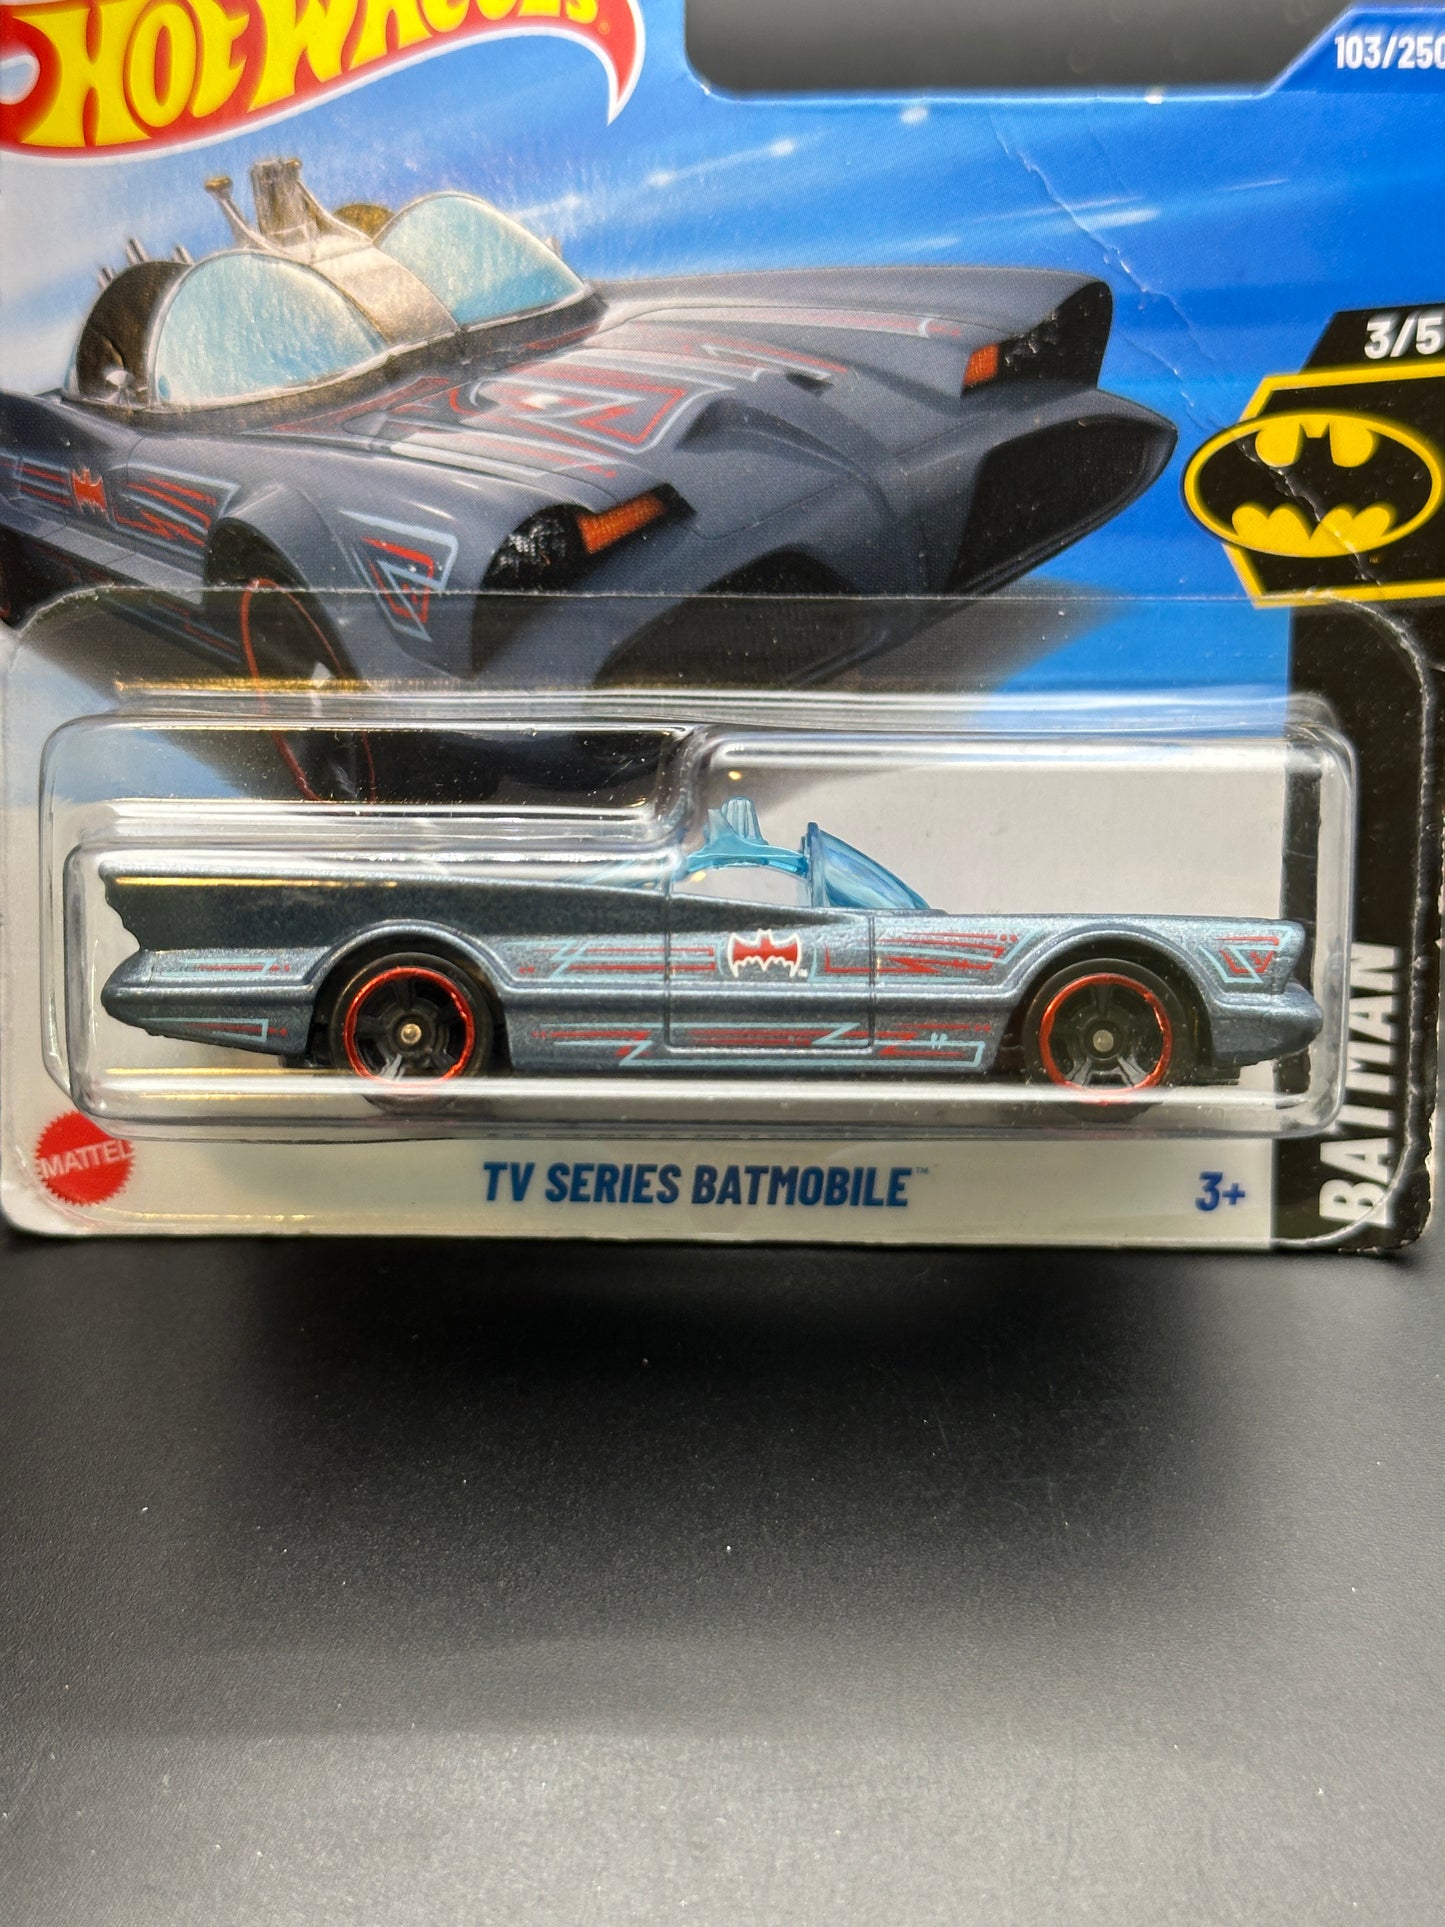 HOT WHEELS
103/250
3/5
MATTEL
TV SERIES BATMOBILE™
3+
BATMAN